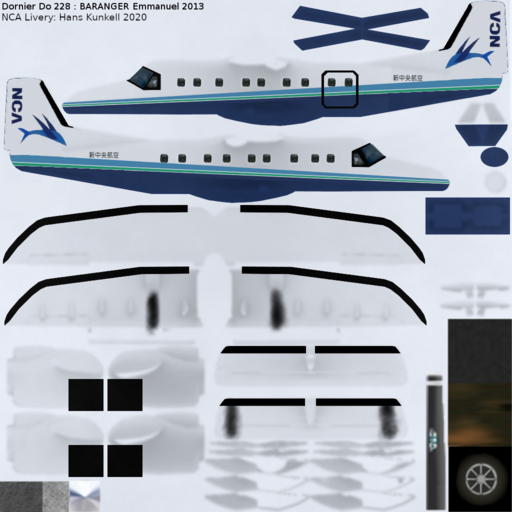 Dornier Do 228 : BARANGER Emmanuel 2013
NCA Livery: Hans Kunkell 2020
NCA
新中央航空
NCA
新中央航空